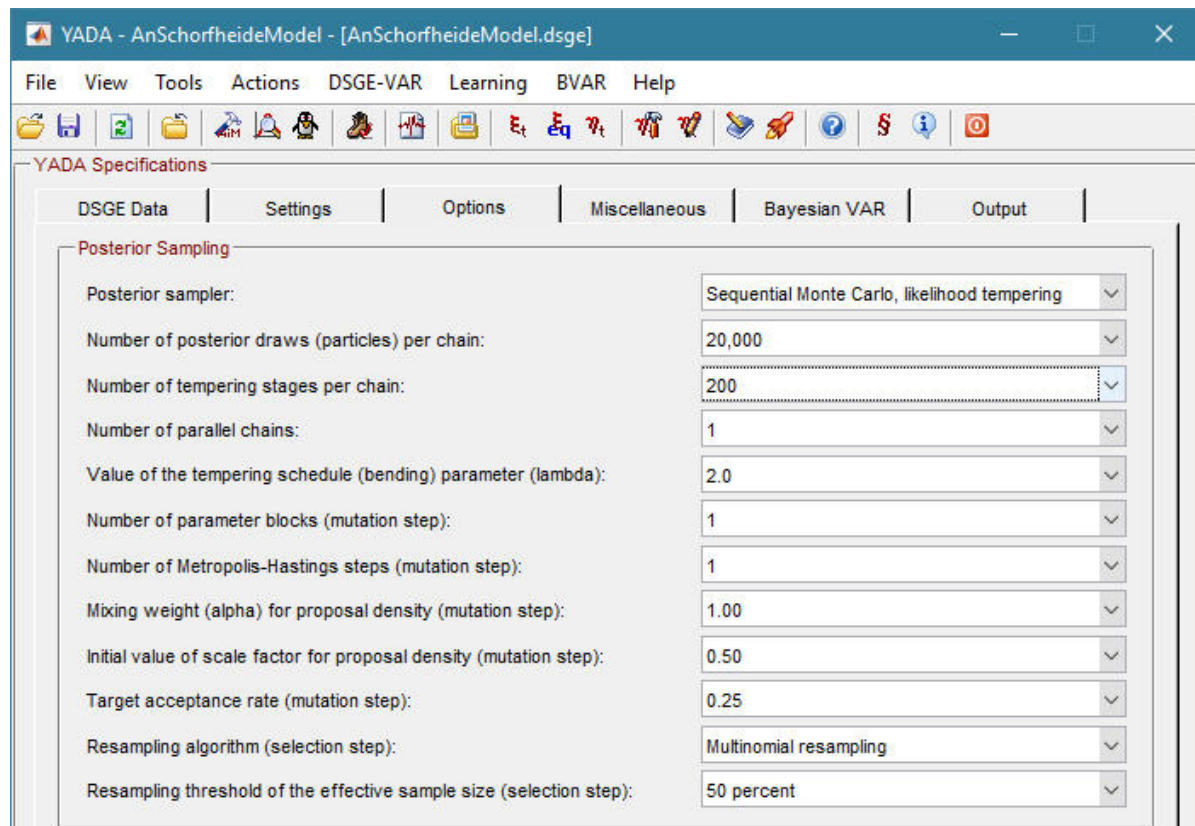 YADA - AnSchorfheideModel - [AnSchorfheideModel.dsge]
File View Tools Actions DSGE-VAR Learning BVAR Help
AiM ξt ξ eq ηt § i
YADA Specifications
DSGE Data Settings Options Miscellaneous Bayesian VAR Output
Posterior Sampling
Posterior sampler: Sequential Monte Carlo, likelihood tempering
Number of posterior draws (particles) per chain: 20,000
Number of tempering stages per chain: 200
Number of parallel chains: 1
Value of the tempering schedule (bending) parameter (lambda): 2.0
Number of parameter blocks (mutation step): 1
Number of Metropolis-Hastings steps (mutation step): 1
Mixing weight (alpha) for proposal density (mutation step): 1.00
Initial value of scale factor for proposal density (mutation step): 0.50
Target acceptance rate (mutation step): 0.25
Resampling algorithm (selection step): Multinomial resampling
Resampling threshold of the effective sample size (selection step): 50 percent